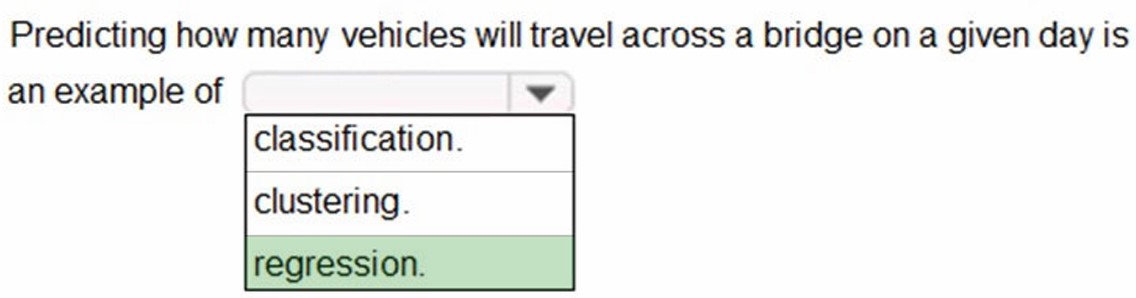 Predicting how many vehicles will travel across a bridge on a given day is
an example of
classification.
clustering.
regression.